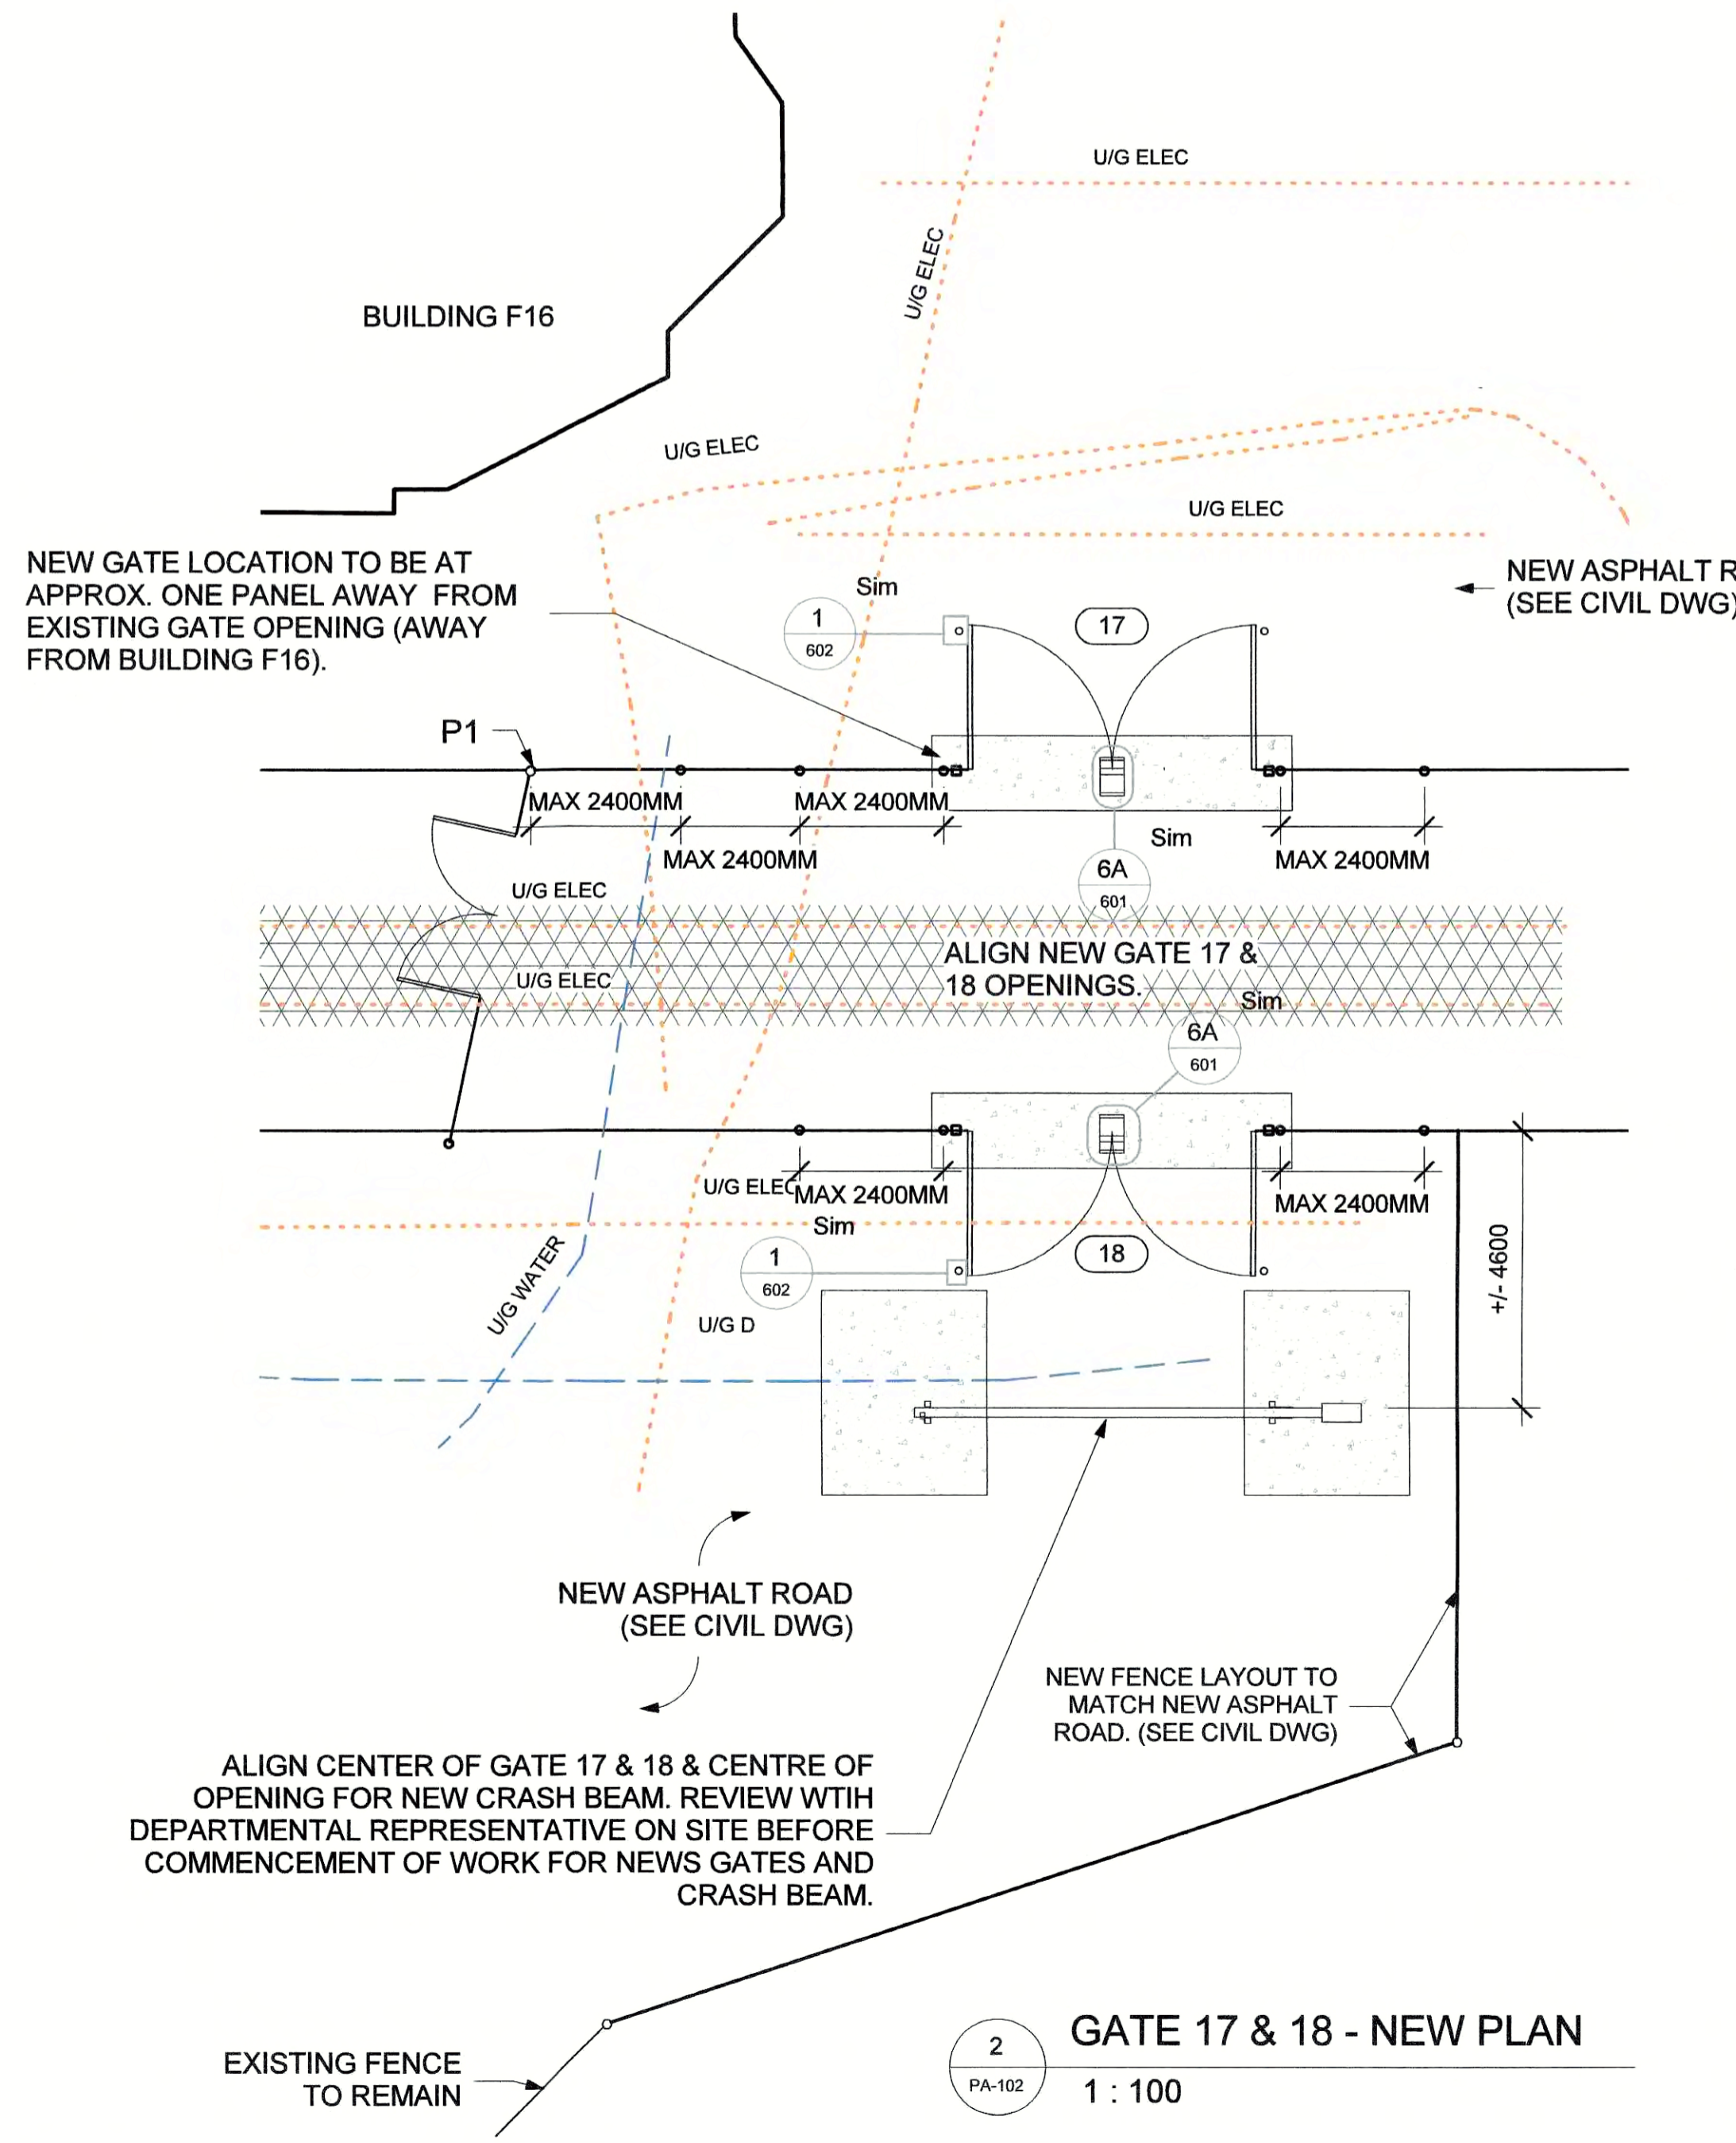 U/G ELEC
U/G ELEC
BUILDING F16
U/G ELEC
U/G ELEC
NEW GATE LOCATION TO BE AT
APPROX. ONE PANEL AWAY FROM
EXISTING GATE OPENING (AWAY
FROM BUILDING F16).
NEW ASPHALT R
(SEE CIVIL DWG)
Sim
1
602
17
P1
MAX 2400MM
MAX 2400MM
MAX 2400MM
Sim
MAX 2400MM
6A
601
U/G ELEC
U/G ELEC
ALIGN NEW GATE 17 &
18 OPENINGS.
Sim
6A
601
U/G ELEC
MAX 2400MM
MAX 2400MM
Sim
1
602
18
+/- 4600
U/G WATER
U/G D
NEW ASPHALT ROAD
(SEE CIVIL DWG)
NEW FENCE LAYOUT TO
MATCH NEW ASPHALT
ROAD. (SEE CIVIL DWG)
ALIGN CENTER OF GATE 17 & 18 & CENTRE OF
OPENING FOR NEW CRASH BEAM. REVIEW WTIH
DEPARTMENTAL REPRESENTATIVE ON SITE BEFORE
COMMENCEMENT OF WORK FOR NEWS GATES AND
CRASH BEAM.
EXISTING FENCE
TO REMAIN
2
PA-102
GATE 17 & 18 - NEW PLAN
1 : 100